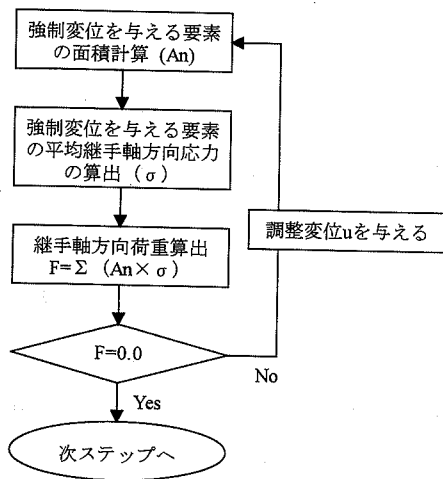 強制変位を与える要素
の面積計算 (An)
強制変位を与える要素
の平均継手軸方向応力
の算出 (σ)
継手軸方向荷重算出
F=Σ (An×σ)
調整変位uを与える
F=0.0
No
Yes
次ステップへ